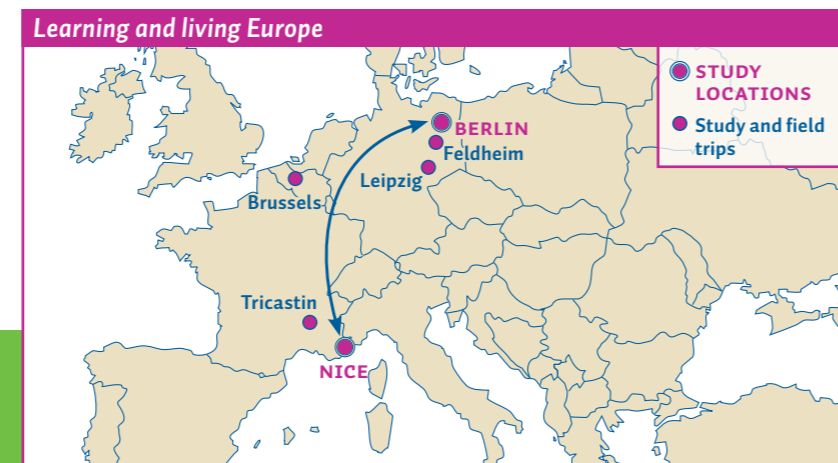 Learning and living Europe
STUDY
LOCATIONS
Study and field
trips
BERLIN
Feldheim
Leipzig
Brussels
Tricastin
NICE